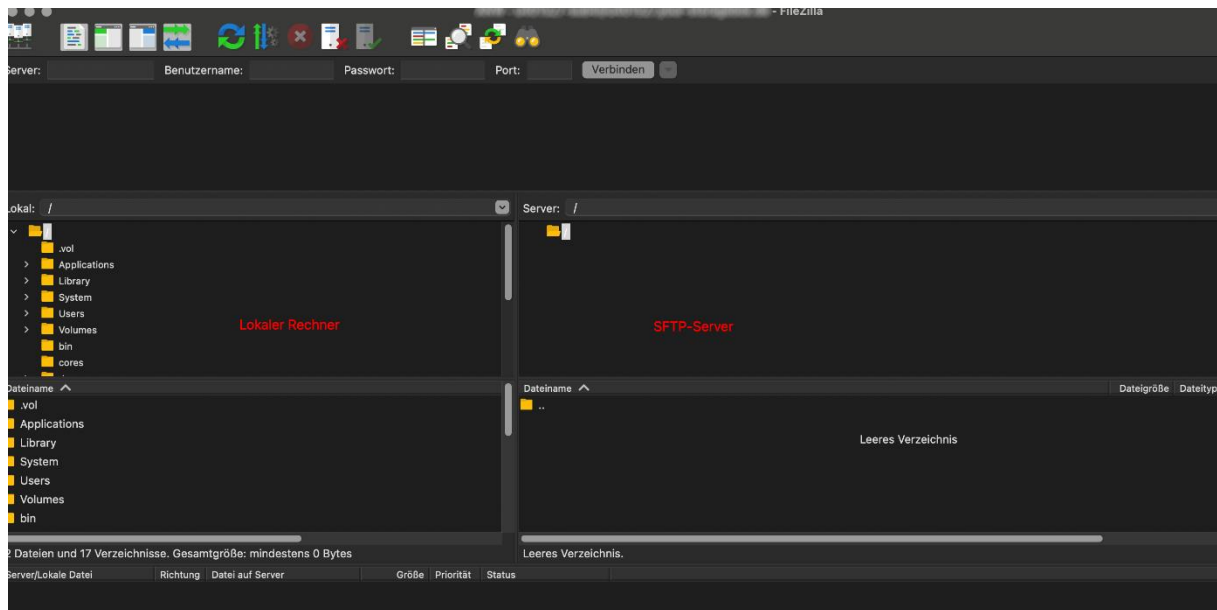 - FileZilla
Server: Benutzername: Passwort: Port: Verbinden
Lokal: / Server: /
/ /
.vol
Applications
Library
System
Users
Volumes
bin
cores
Lokaler Rechner
SFTP-Server
Dateiname
.vol
Applications
Library
System
Users
Volumes
bin
2 Dateien und 17 Verzeichnisse. Gesamtgröße: mindestens 0 Bytes
Dateiname Dateigröße Dateityp
..
Leeres Verzeichnis
Leeres Verzeichnis.
Server/Lokale Datei Richtung Datei auf Server Größe Priorität Status